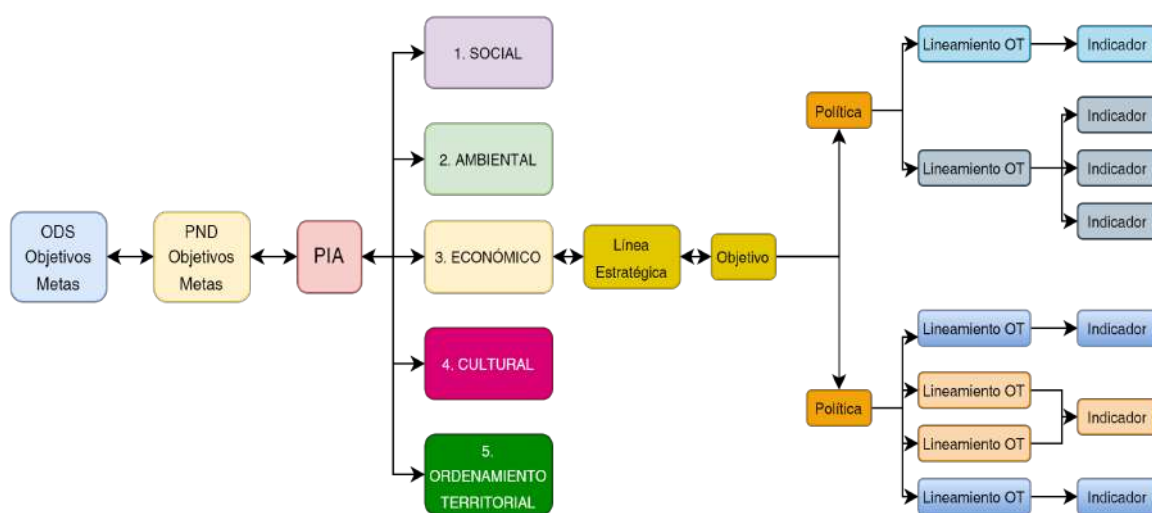 ODS
Objetivos
Metas
PND
Objetivos
Metas
PIA
1. SOCIAL
2. AMBIENTAL
3. ECONÓMICO
4. CULTURAL
5.
ORDENAMIENTO
TERRITORIAL
Línea
Estratégica
Objetivo
Política
Lineamiento OT
Indicador
Lineamiento OT
Indicador
Indicador
Indicador
Política
Lineamiento OT
Indicador
Lineamiento OT
Lineamiento OT
Indicador
Lineamiento OT
Indicador